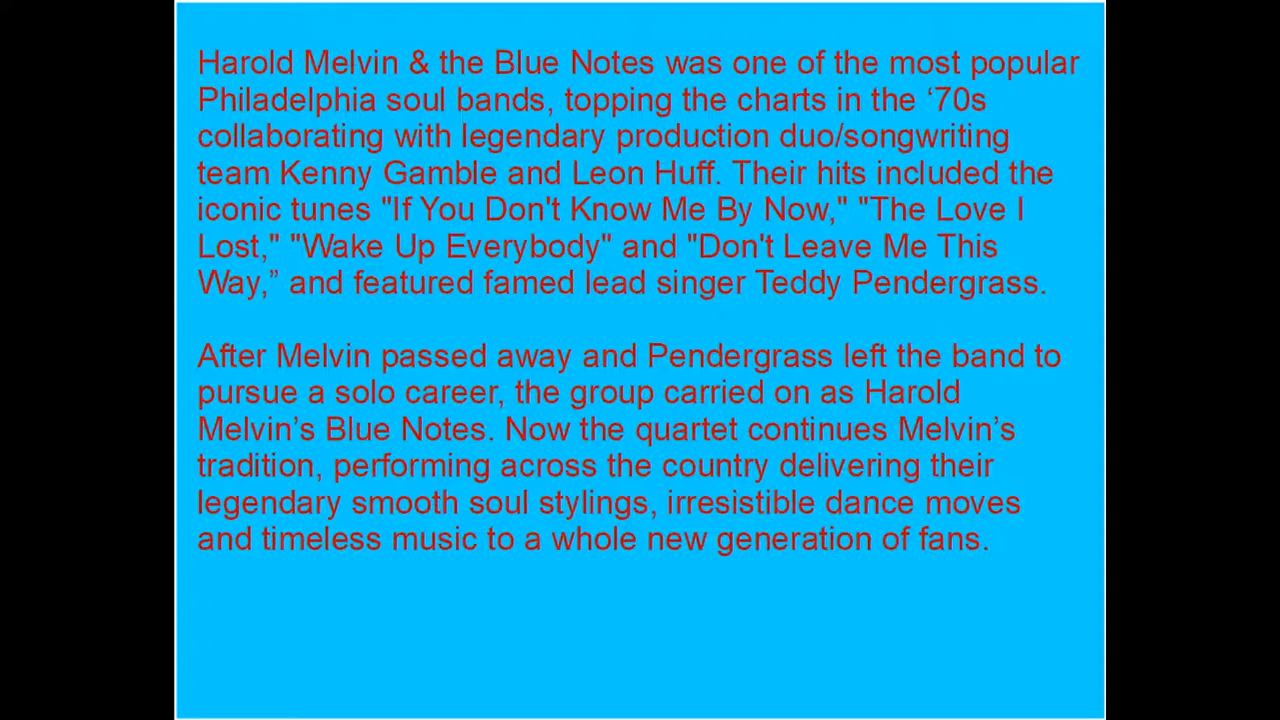 Harold Melvin & the Blue Notes was one of the most popular
Philadelphia soul bands, topping the charts in the ‘70s
collaborating with legendary production duo/songwriting
team Kenny Gamble and Leon Huff. Their hits included the
iconic tunes "If You Don't Know Me By Now," "The Love I
Lost," "Wake Up Everybody" and "Don't Leave Me This
Way,” and featured famed lead singer Teddy Pendergrass.
After Melvin passed away and Pendergrass left the band to
pursue a solo career, the group carried on as Harold
Melvin’s Blue Notes. Now the quartet continues Melvin’s
tradition, performing across the country delivering their
legendary smooth soul stylings, irresistible dance moves
and timeless music to a whole new generation of fans.